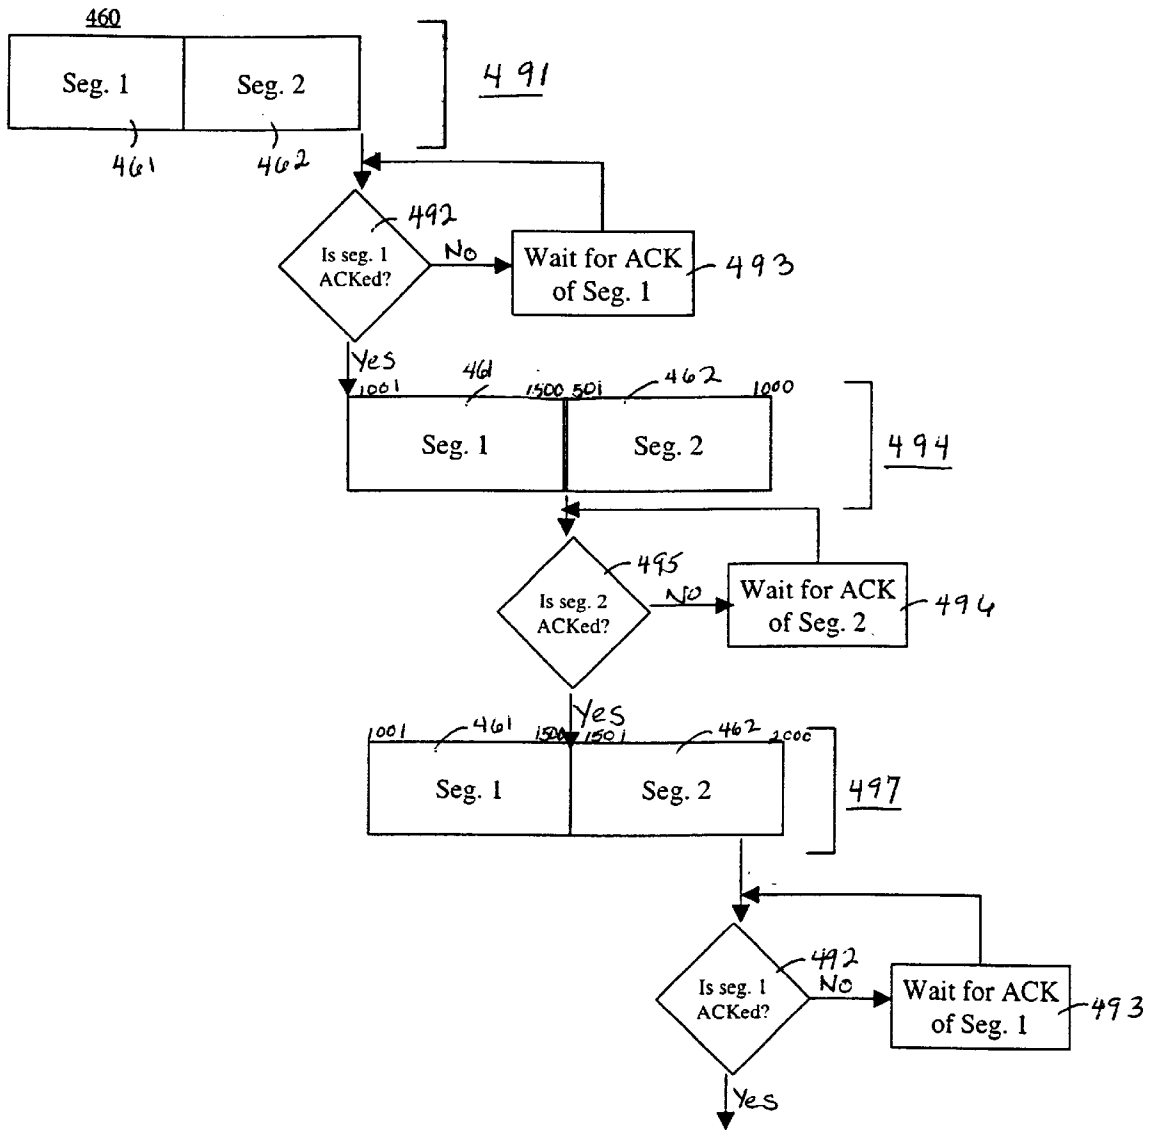 460
Seg. 1 Seg. 2
491
461 462
492
Is seg. 1
ACKed?
No
Wait for ACK
of Seg. 1
493
Yes
461 462
1001 1500 501 1000
Seg. 1 Seg. 2
494
495
Is seg. 2
ACKed?
No
Wait for ACK
of Seg. 2
496
Yes
461 462
1001 1500 1501 2000
Seg. 1 Seg. 2
497
492
Is seg. 1
ACKed?
No
Wait for ACK
of Seg. 1
493
Yes